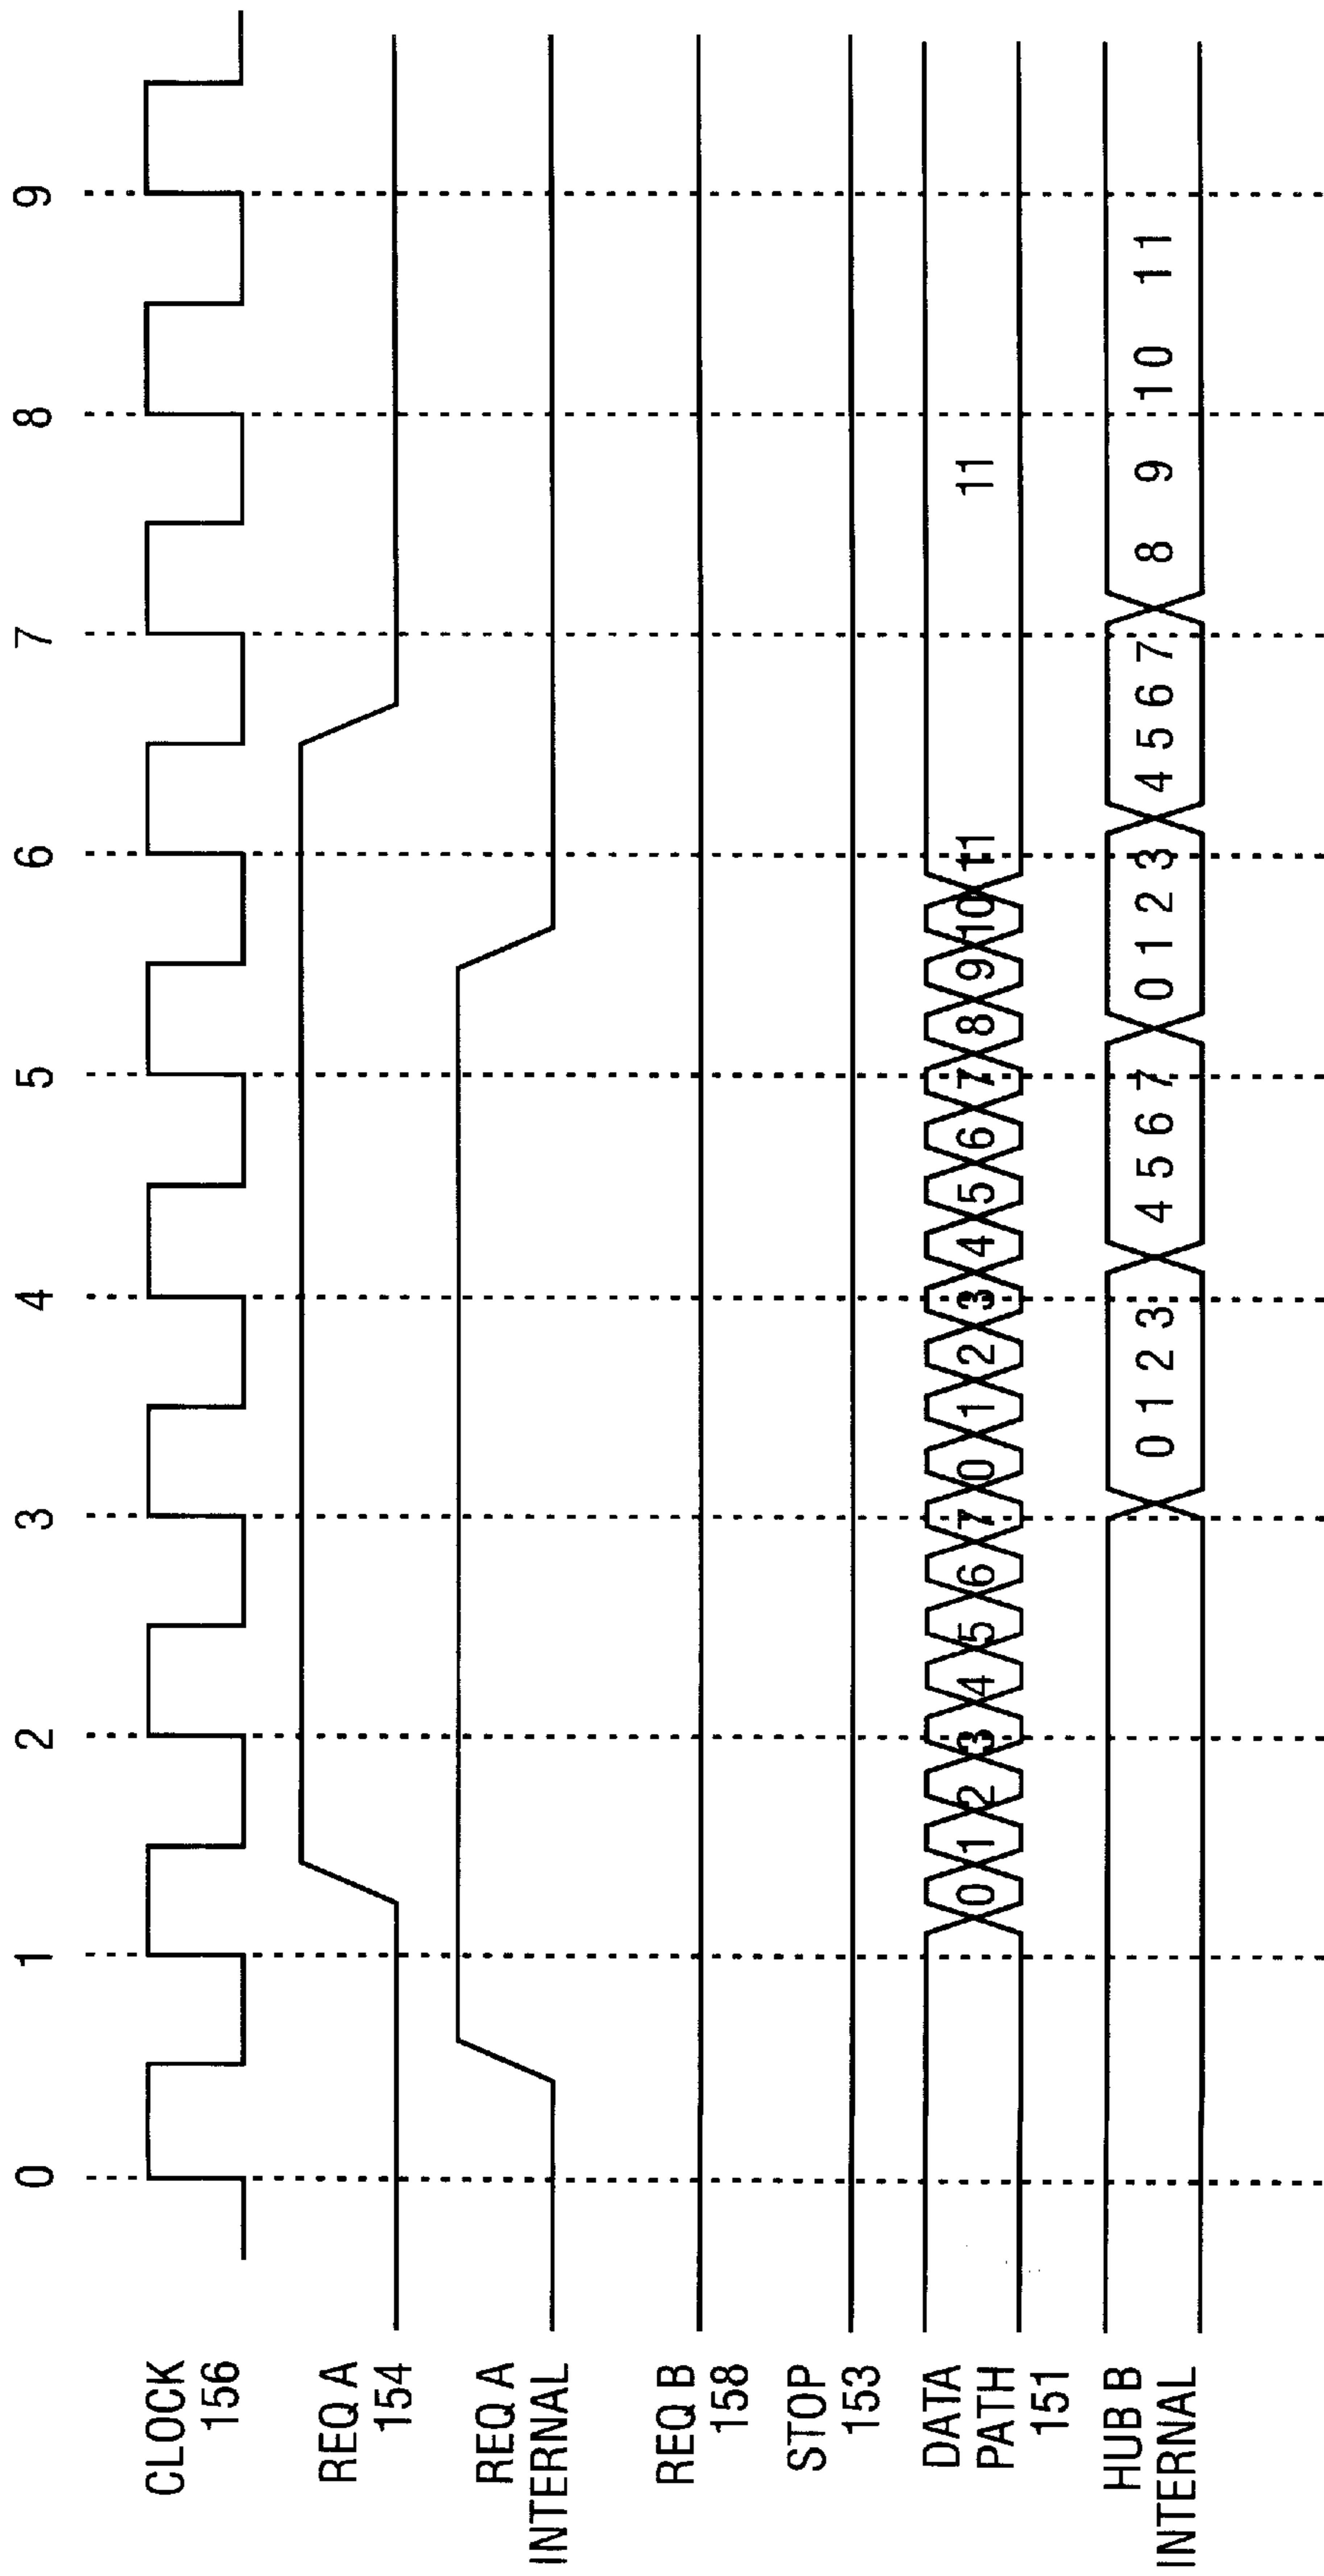 0 1 2 3 4 5 6 7 8 9
CLOCK
156
REQ A
154
REQ A
INTERNAL
REQ B
158
STOP
153
DATA
PATH
151
0 1 2 3 4 5 6 7 0 1 2 3 4 5 6 7 8 9 10 11 11
HUB B
INTERNAL
0 1 2 3 4 5 6 7 0 1 2 3 4 5 6 7 8 9 10 11